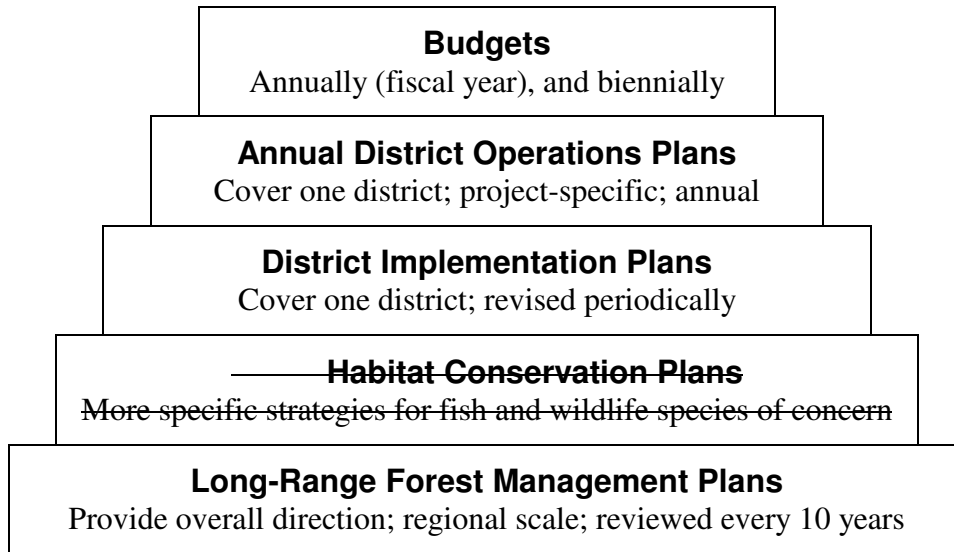 Budgets
Annually (fiscal year), and biennially
Annual District Operations Plans
Cover one district; project-specific; annual
District Implementation Plans
Cover one district; revised periodically
Habitat Conservation Plans
More specific strategies for fish and wildlife species of concern
Long-Range Forest Management Plans
Provide overall direction; regional scale; reviewed every 10 years